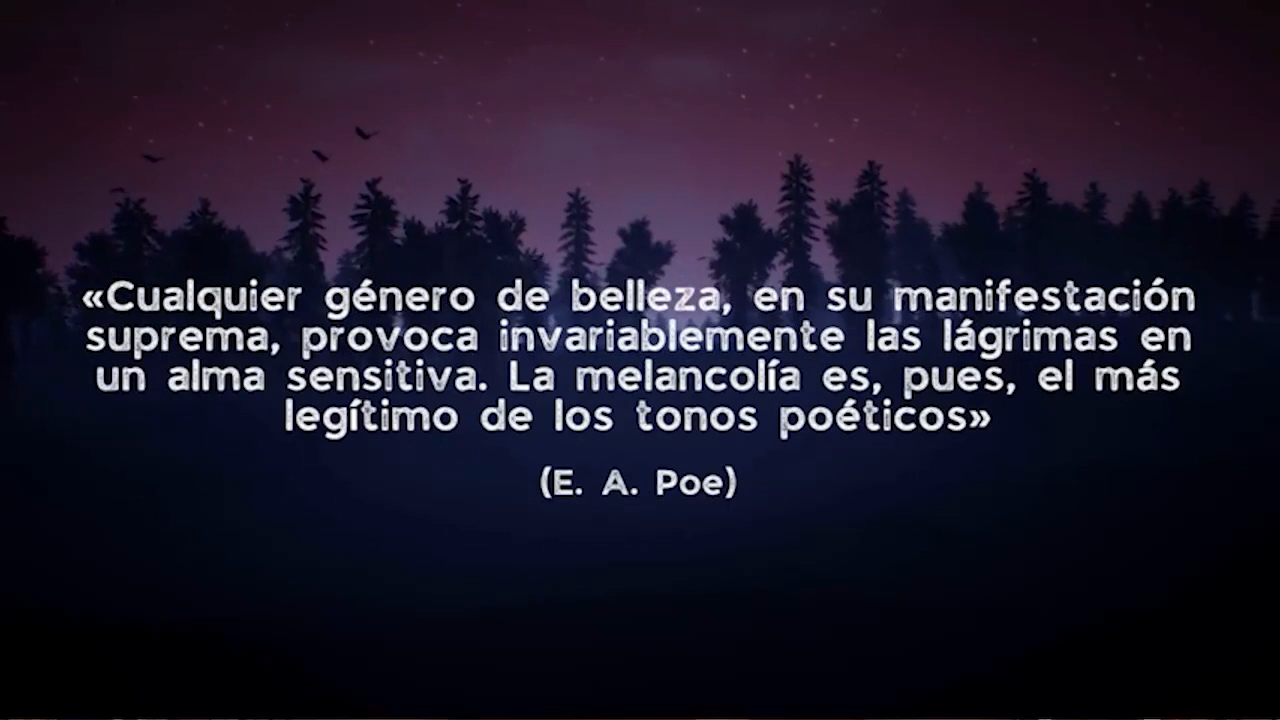 «Cualquier género de belleza, en su manifestación
suprema, provoca invariablemente las lágrimas en
un alma sensitiva. La melancolía es, pues, el más
legítimo de los tonos poéticos»
(E. A. Poe)